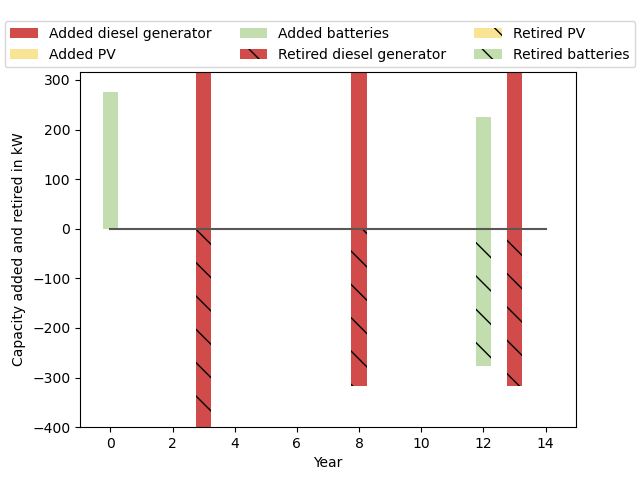 Added diesel generator Added batteries Retired PV
Added PV Retired diesel generator Retired batteries
300
200
100
0
−100
−200
−300
−400
Capacity added and retired in kW
0 2 4 6 8 10 12 14
Year